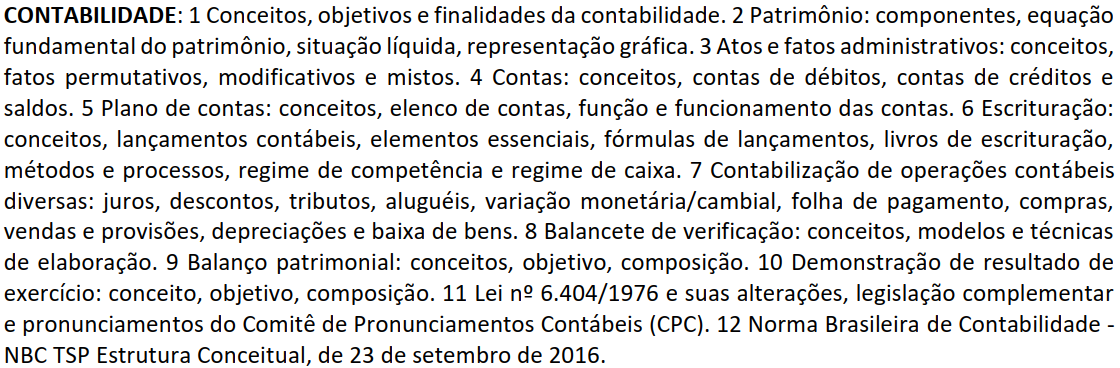 CONTABILIDADE: 1 Conceitos, objetivos e finalidades da contabilidade. 2 Patrimônio: componentes, equação
fundamental do patrimônio, situação líquida, representação gráfica. 3 Atos e fatos administrativos: conceitos,
fatos permutativos, modificativos e mistos. 4 Contas: conceitos, contas de débitos, contas de créditos e
saldos. 5 Plano de contas: conceitos, elenco de contas, função e funcionamento das contas. 6 Escrituração:
conceitos, lançamentos contábeis, elementos essenciais, fórmulas de lançamentos, livros de escrituração,
métodos e processos, regime de competência e regime de caixa. 7 Contabilização de operações contábeis
diversas: juros, descontos, tributos, aluguéis, variação monetária/cambial, folha de pagamento, compras,
vendas e provisões, depreciações e baixa de bens. 8 Balancete de verificação: conceitos, modelos e técnicas
de elaboração. 9 Balanço patrimonial: conceitos, objetivo, composição. 10 Demonstração de resultado de
exercício: conceito, objetivo, composição. 11 Lei nº 6.404/1976 e suas alterações, legislação complementar
e pronunciamentos do Comitê de Pronunciamentos Contábeis (CPC). 12 Norma Brasileira de Contabilidade -
NBC TSP Estrutura Conceitual, de 23 de setembro de 2016.